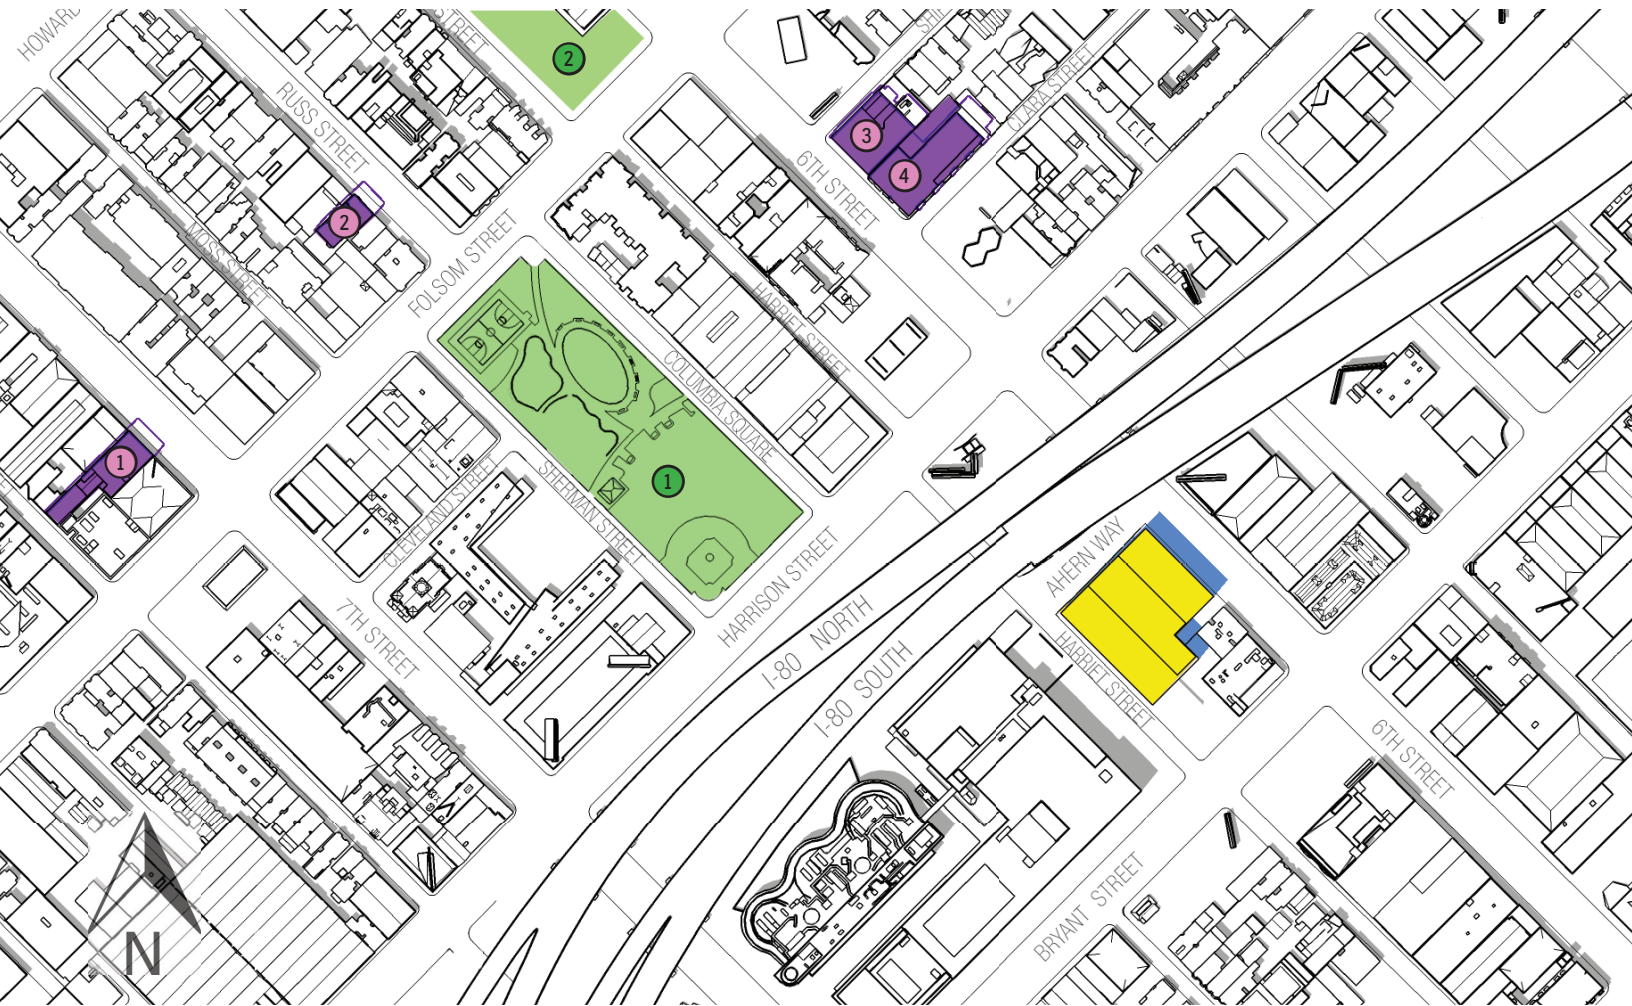 HOWARD
STREET
SHIP
2
RUSS STREET
CLARA STREET
3
4
6TH STREET
2
MOSS STREET
FOLSOM STREET
HARRIET STREET
COLUMBIA SQUARE
1
1
CLEVELAND STREET
SHERMAN STREET
HARRISON STREET
AHERN WAY
7TH STREET
I-80 NORTH
I-80 SOUTH
HARRIET STREET
6TH STREET
BRYANT STREET
N